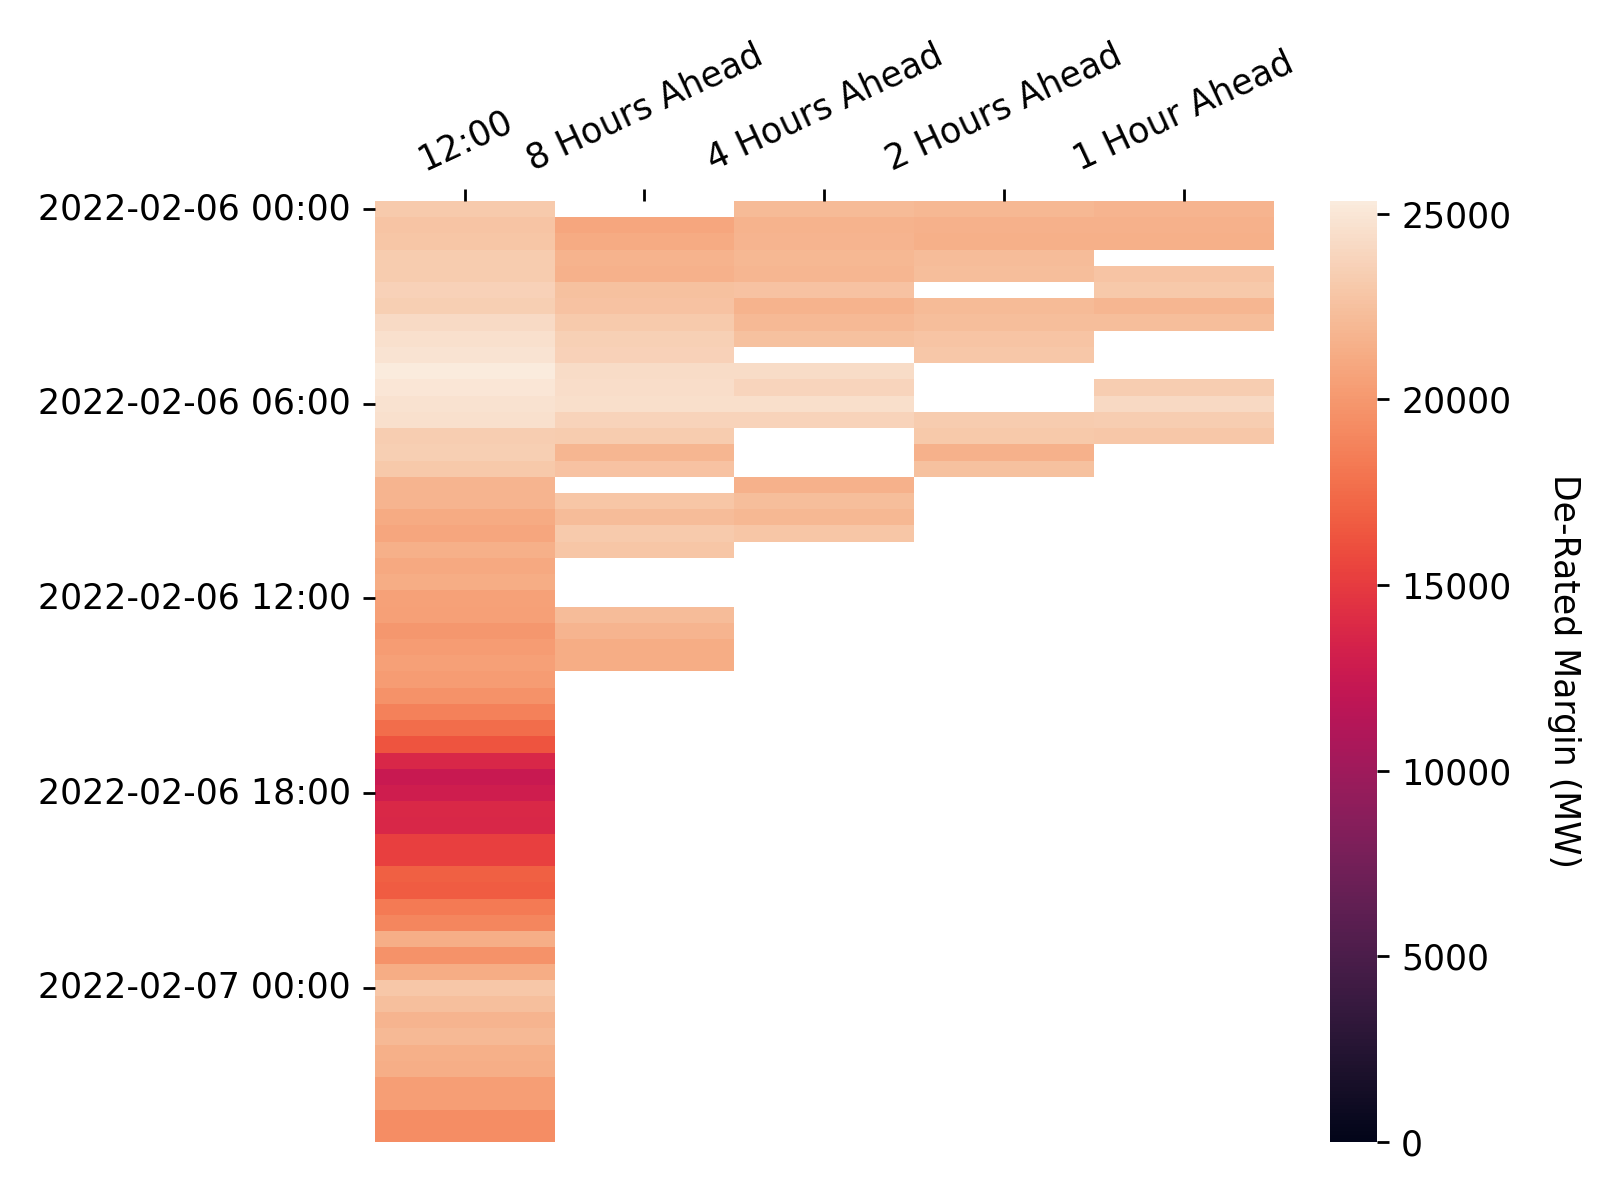 12:00
8 Hours Ahead
4 Hours Ahead
2 Hours Ahead
1 Hour Ahead
2022-02-06 00:00
2022-02-06 06:00
2022-02-06 12:00
2022-02-06 18:00
2022-02-07 00:00
25000
20000
15000
10000
5000
0
De-Rated Margin (MW)